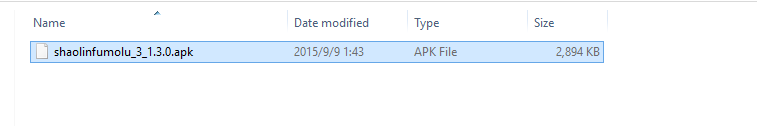 Name Date modified Type Size
shaolinfumolu_3_1.3.0.apk 2015/9/9 1:43 APK File 2,894 KB